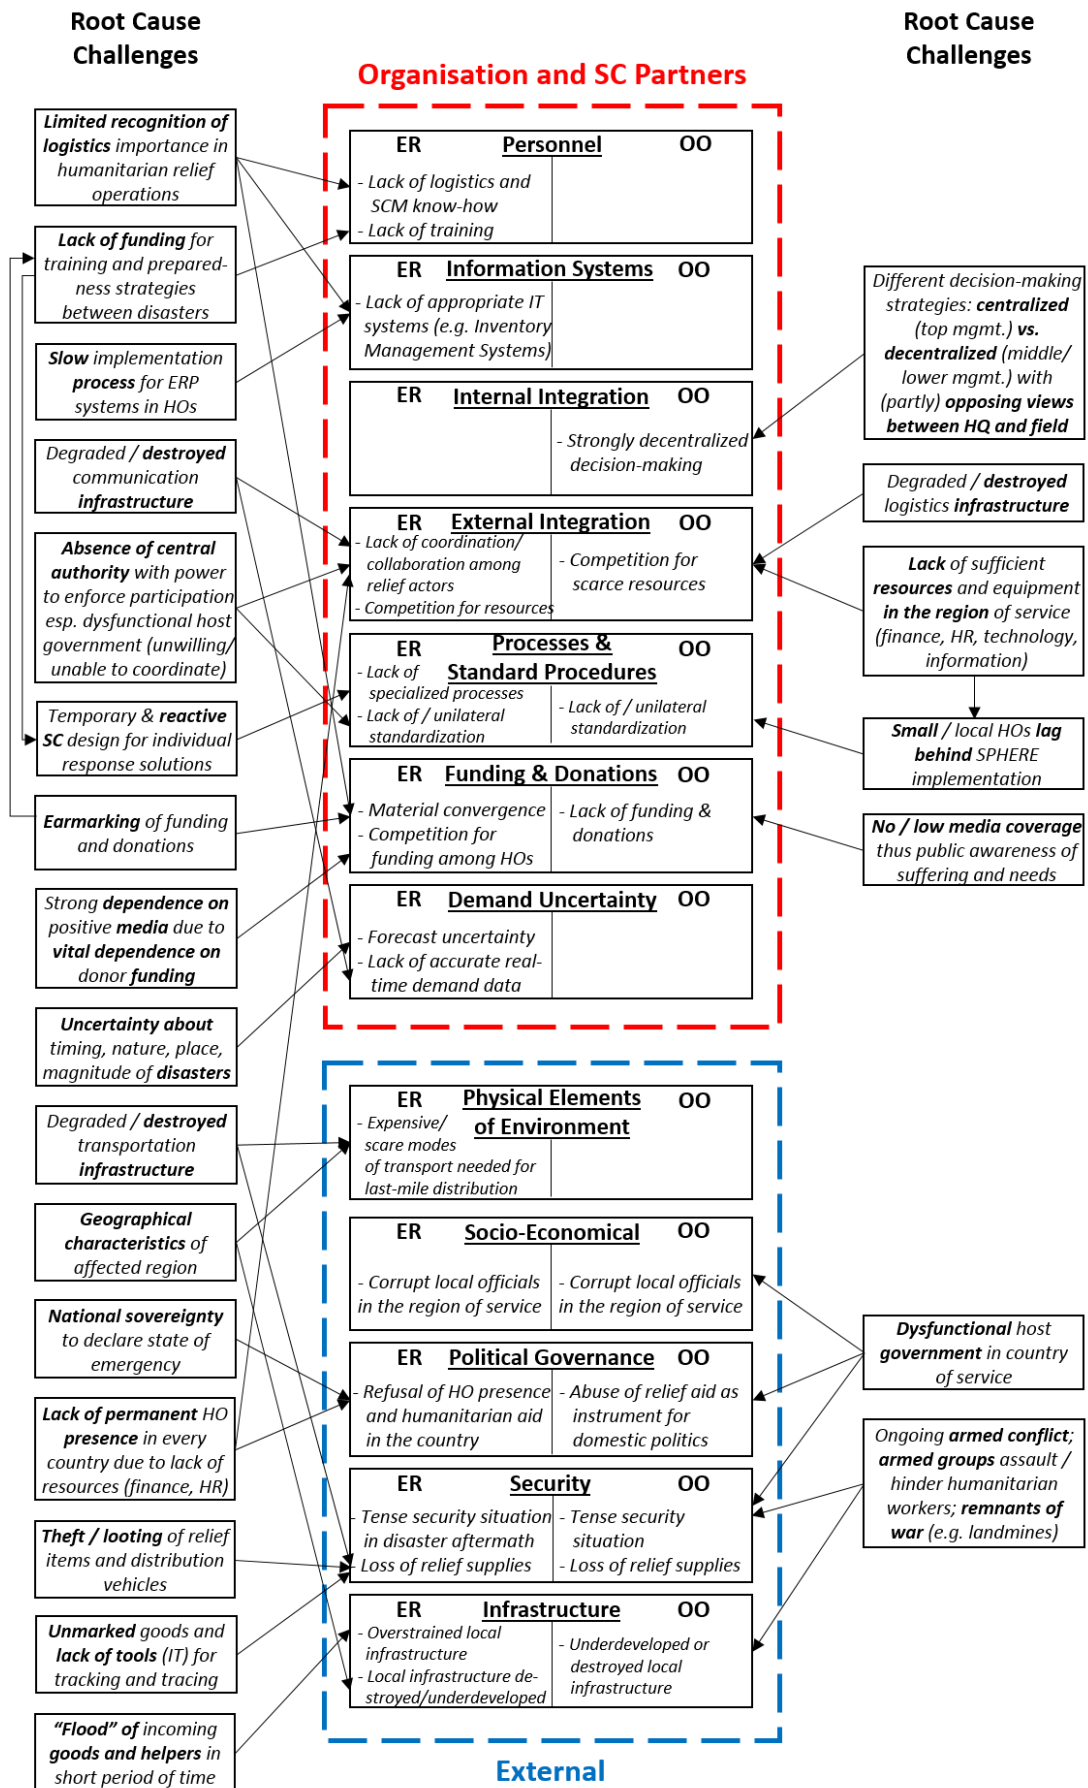 Root Cause
Challenges
Limited recognition of
logistics importance in
humanitarian relief
operations
Lack of funding for
training and prepared-
ness strategies
between disasters
Slow implementation
process for ERP
systems in HOs
Degraded / destroyed
communication
infrastructure
Absence of central
authority with power
to enforce participation
esp. dysfunctional host
government (unwilling/
unable to coordinate)
Temporary & reactive
SC design for individual
response solutions
Earmarking of funding
and donations
Strong dependence on
positive media due to
vital dependence on
donor funding
Uncertainty about
timing, nature, place,
magnitude of disasters
Degraded / destroyed
transportation
infrastructure
Geographical
characteristics of
affected region
National sovereignty
to declare state of
emergency
Lack of permanent HO
presence in every
country due to lack of
resources (finance, HR)
Theft / looting of relief
items and distribution
vehicles
Unmarked goods and
lack of tools (IT) for
tracking and tracing
“Flood” of incoming
goods and helpers in
short period of time
Organisation and SC Partners
ER Personnel OO
- Lack of logistics and
SCM know-how
- Lack of training
ER Information Systems OO
- Lack of appropriate IT
systems (e.g. Inventory
Management Systems)
ER Internal Integration OO
- Strongly decentralized
decision-making
ER External Integration OO
- Lack of coordination/
collaboration among
relief actors
- Competition for resources
- Competition for
scarce resources
ER Processes & OO
Standard Procedures
- Lack of
specialized processes
- Lack of / unilateral
standardization
- Lack of / unilateral
standardization
ER Funding & Donations OO
- Material convergence
- Competition for
funding among HOs
- Lack of funding &
donations
ER Demand Uncertainty OO
- Forecast uncertainty
- Lack of accurate real-
time demand data
ER Physical Elements OO
of Environment
- Expensive/
scare modes
of transport needed for
last-mile distribution
ER Socio-Economical OO
- Corrupt local officials
in the region of service
- Corrupt local officials
in the region of service
ER Political Governance OO
- Refusal of HO presence
and humanitarian aid
in the country
- Abuse of relief aid as
instrument for
domestic politics
ER Security OO
- Tense security situation
in disaster aftermath
- Loss of relief supplies
- Tense security
situation
- Loss of relief supplies
ER Infrastructure OO
- Overstrained local
infrastructure
- Local infrastructure de-
stroyed/underdeveloped
- Underdeveloped or
destroyed local
infrastructure
External
Root Cause
Challenges
Different decision-making
strategies: centralized
(top mgmt.) vs.
decentralized (middle/
lower mgmt.) with
(partly) opposing views
between HQ and field
Degraded / destroyed
logistics infrastructure
Lack of sufficient
resources and equipment
in the region of service
(finance, HR, technology,
information)
Small / local HOs lag
behind SPHERE
implementation
No / low media coverage
thus public awareness of
suffering and needs
Dysfunctional host
government in country
of service
Ongoing armed conflict;
armed groups assault /
hinder humanitarian
workers; remnants of
war (e.g. landmines)